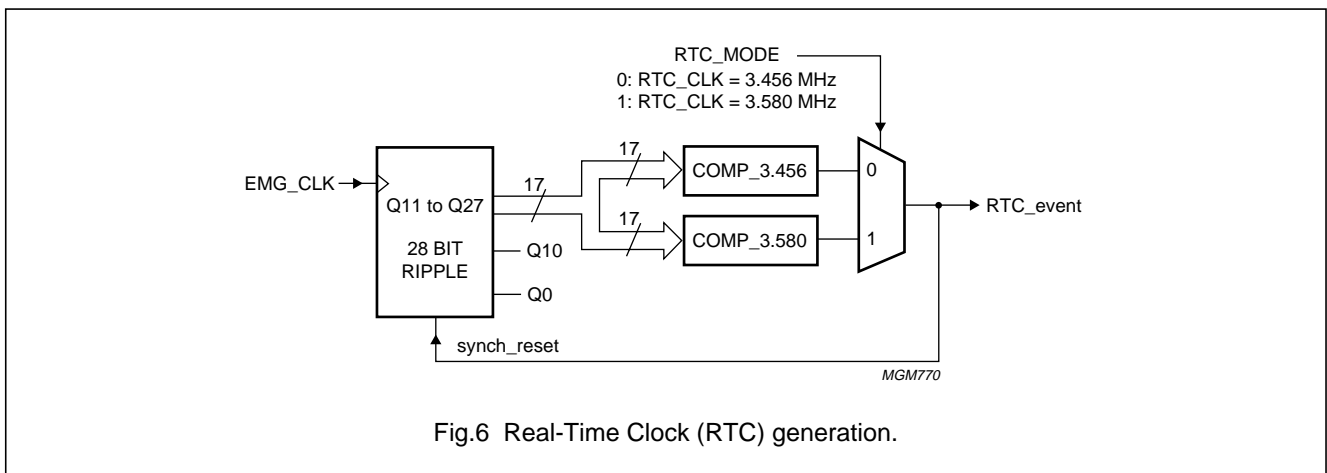 RTC_MODE
0: RTC_CLK = 3.456 MHz
1: RTC_CLK = 3.580 MHz
EMG_CLK
Q11 to Q27
28 BIT
RIPPLE
17
Q10
Q0
17
COMP_3.456
17
COMP_3.580
0
1
RTC_event
synch_reset
MGM770
Fig.6 Real-Time Clock (RTC) generation.